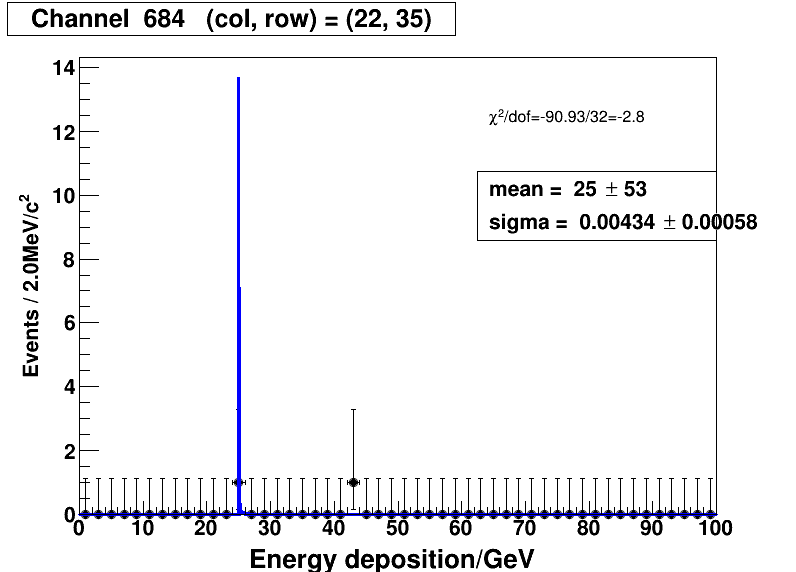 Channel 684 (col, row) = (22, 35)
14
χ²/dof=-90.93/32=-2.8
12
mean = 25 ± 53
10
sigma = 0.00434 ± 0.00058
8
6
4
2
0
Events / 2.0MeV/c²
0 10 20 30 40 50 60 70 80 90 100
Energy deposition/GeV